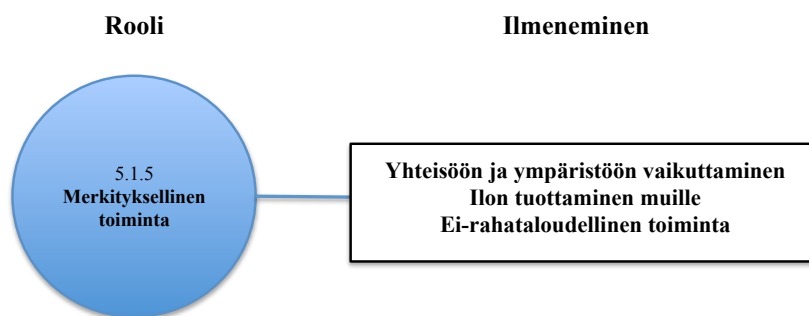 Rooli
Ilmeneminen
5.1.5
Merkityksellinen
toiminta
Yhteisöön ja ympäristöön vaikuttaminen
Ilon tuottaminen muille
Ei-rahataloudellinen toiminta